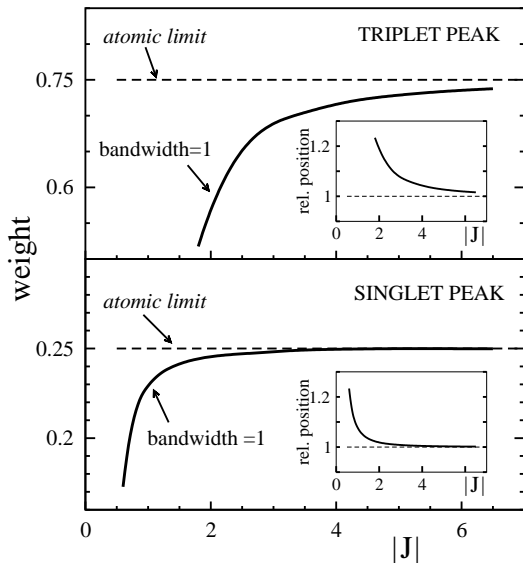 atomic limit
TRIPLET PEAK
0.75
bandwidth=1
0.6
rel. position
1.2
1
0
2
4
|J|
weight
atomic limit
SINGLET PEAK
0.25
bandwidth =1
0.2
rel. position
1.2
1
0
2
4
6
|J|
0
2
4
6
|J|